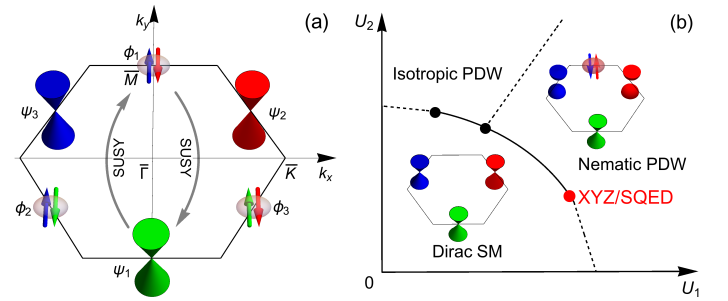 k_y
(a)
ϕ_1
M̅
ψ_3
ψ_2
SUSY
SUSY
Γ̅
K̅
k_x
ϕ_2
ϕ_3
ψ_1
U_2
(b)
Isotropic PDW
Nematic PDW
XYZ/SQED
Dirac SM
0
U_1